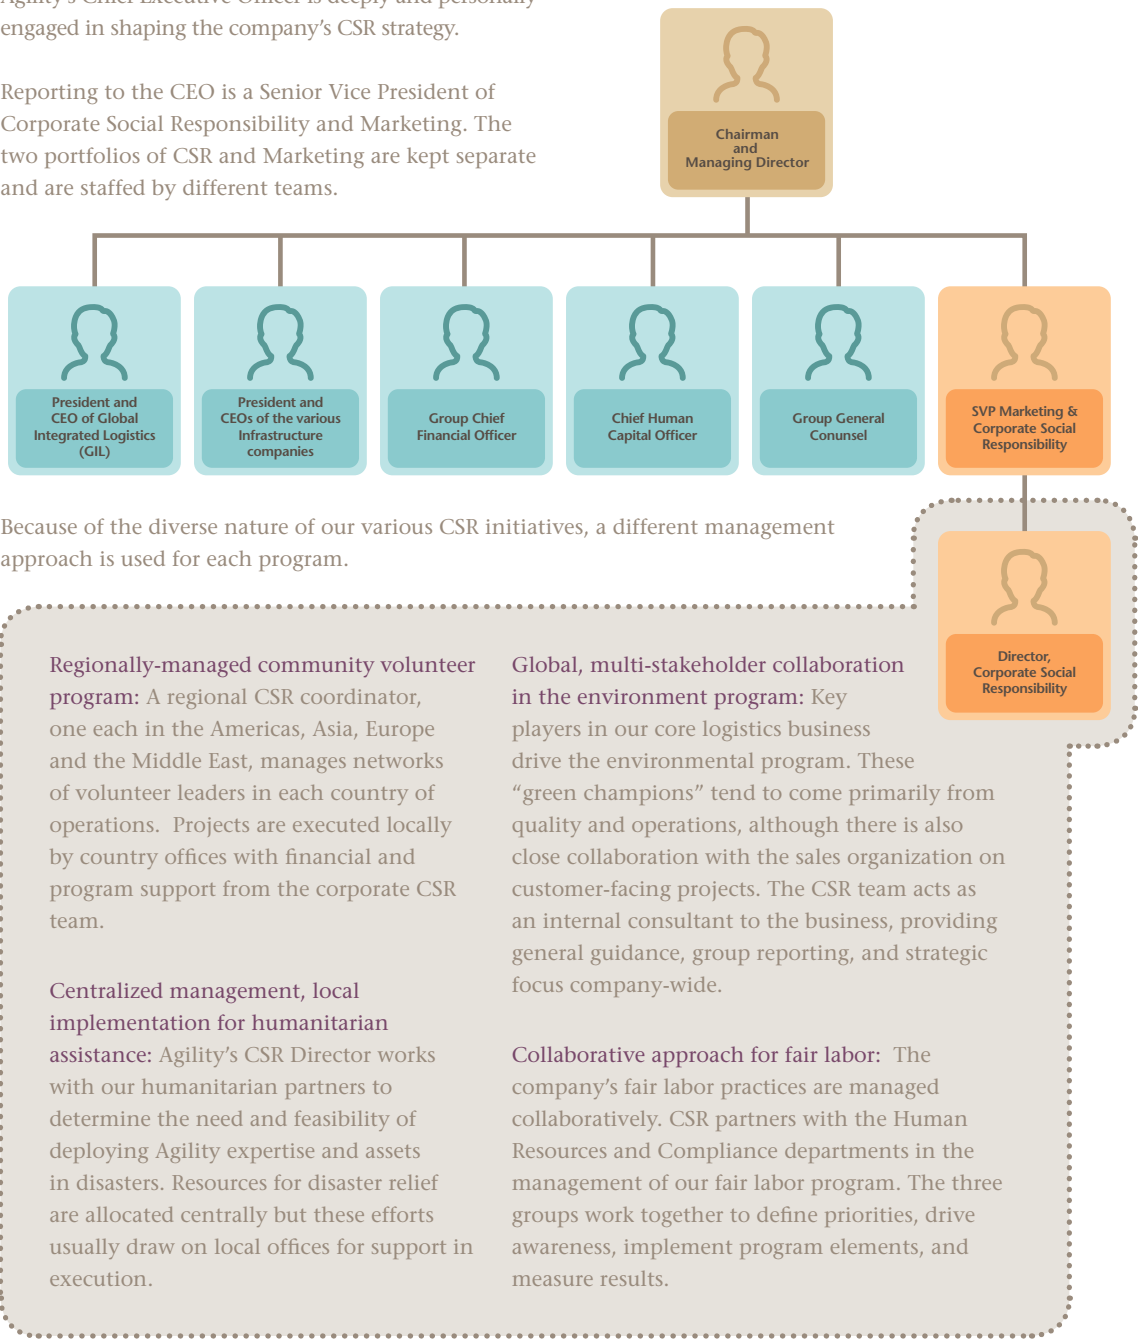 Agility’s Chief Executive Officer is deeply and personally
engaged in shaping the company’s CSR strategy.
Reporting to the CEO is a Senior Vice President of
Corporate Social Responsibility and Marketing. The
two portfolios of CSR and Marketing are kept separate
and are staffed by different teams.
Chairman
and
Managing Director
President and
CEO of Global
Integrated Logistics
(GIL)
President and
CEOs of the various
Infrastructure
companies
Group Chief
Financial Officer
Chief Human
Capital Officer
Group General
Conunsel
SVP Marketing &
Corporate Social
Responsibility
Because of the diverse nature of our various CSR initiatives, a different management
approach is used for each program.
Director,
Corporate Social
Responsibility
Regionally-managed community volunteer
program: A regional CSR coordinator,
one each in the Americas, Asia, Europe
and the Middle East, manages networks
of volunteer leaders in each country of
operations.  Projects are executed locally
by country offices with financial and
program support from the corporate CSR
team.
Centralized management, local
implementation for humanitarian
assistance: Agility’s CSR Director works
with our humanitarian partners to
determine the need and feasibility of
deploying Agility expertise and assets
in disasters. Resources for disaster relief
are allocated centrally but these efforts
usually draw on local offices for support in
execution.
Global, multi-stakeholder collaboration
in the environment program: Key
players in our core logistics business
drive the environmental program. These
“green champions” tend to come primarily from
quality and operations, although there is also
close collaboration with the sales organization on
customer-facing projects. The CSR team acts as
an internal consultant to the business, providing
general guidance, group reporting, and strategic
focus company-wide.
Collaborative approach for fair labor:  The
company’s fair labor practices are managed
collaboratively. CSR partners with the Human
Resources and Compliance departments in the
management of our fair labor program. The three
groups work together to define priorities, drive
awareness, implement program elements, and
measure results.